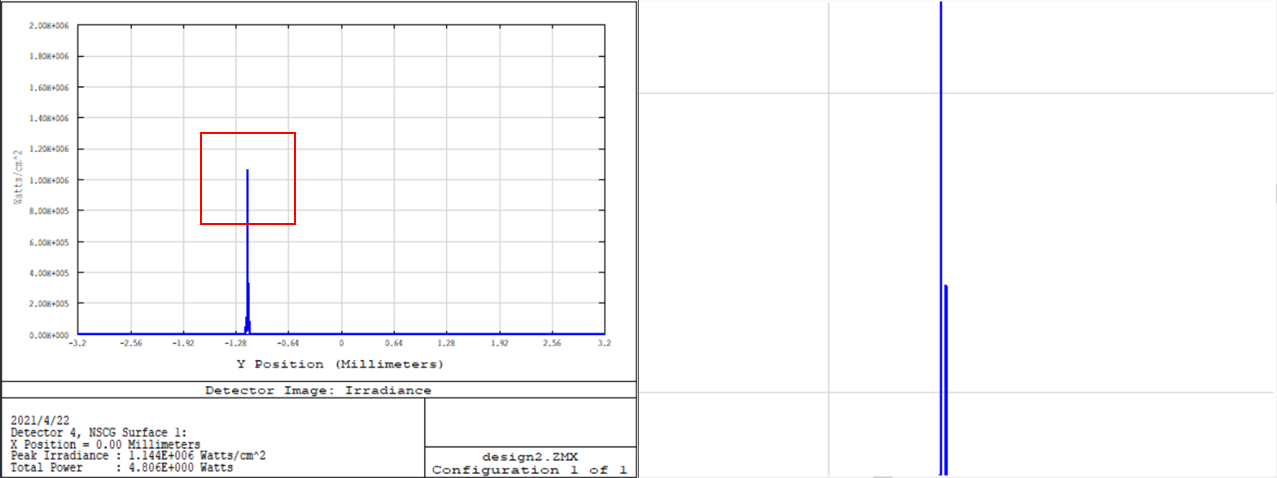 2.00E+006
1.80E+006
1.60E+006
1.40E+006
1.20E+006
1.00E+006
8.00E+005
6.00E+005
4.00E+005
2.00E+005
0.00E+000
Watts/cm^2
-3.2 -2.56 -1.92 -1.28 -0.64 0 0.64 1.28 1.92 2.56 3.2
Y Position (Millimeters)
Detector Image: Irradiance
2021/4/22
Detector 4, NSCG Surface 1:
X Position = 0.00 Millimeters
Peak Irradiance : 1.144E+006 Watts/cm^2
Total Power : 4.806E+000 Watts
design2.ZMX
Configuration 1 of 1